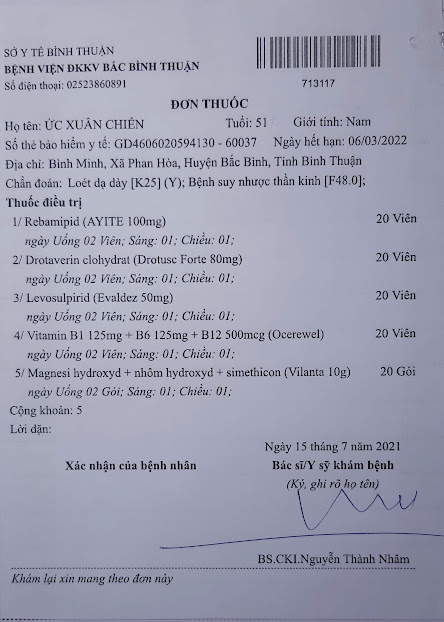 SỞ Y TẾ BÌNH THUẬN
BỆNH VIỆN ĐKKV BẮC BÌNH THUẬN
Số điện thoại: 02523860891
713117
ĐƠN THUỐC
Họ tên: ỨC XUÂN CHIẾN Tuổi: 51 Giới tính: Nam
Số thẻ bảo hiểm y tế: GD4606020594130 - 60037 Ngày hết hạn: 06/03/2022
Địa chỉ: Bình Minh, Xã Phan Hòa, Huyện Bắc Bình, Tỉnh Bình Thuận
Chẩn đoán: Loét dạ dày [K25] (Y); Bệnh suy nhược thần kinh [F48.0];
Thuốc điều trị
1/ Rebamipid (AYITE 100mg) 20 Viên
ngày Uống 02 Viên; Sáng: 01; Chiều: 01;
2/ Drotaverin clohydrat (Drotusc Forte 80mg) 20 Viên
ngày Uống 02 Viên; Sáng: 01; Chiều: 01;
3/ Levosulpirid (Evaldez 50mg) 20 Viên
ngày Uống 02 Viên; Sáng: 01; Chiều: 01;
4/ Vitamin B1 125mg + B6 125mg + B12 500mcg (Ocerewel) 20 Viên
ngày Uống 02 Viên; Sáng: 01; Chiều: 01;
5/ Magnesi hydroxyd + nhôm hydroxyd + simethicon (Vilanta 10g) 20 Gói
ngày Uống 02 Gói; Sáng: 01; Chiều: 01;
Cộng khoản: 5
Lời dặn:
Ngày 15 tháng 7 năm 2021
Xác nhận của bệnh nhân Bác sĩ/Y sỹ khám bệnh
(Ký, ghi rõ họ tên)
BS.CKI.Nguyễn Thành Nhâm
Khám lại xin mang theo đơn này